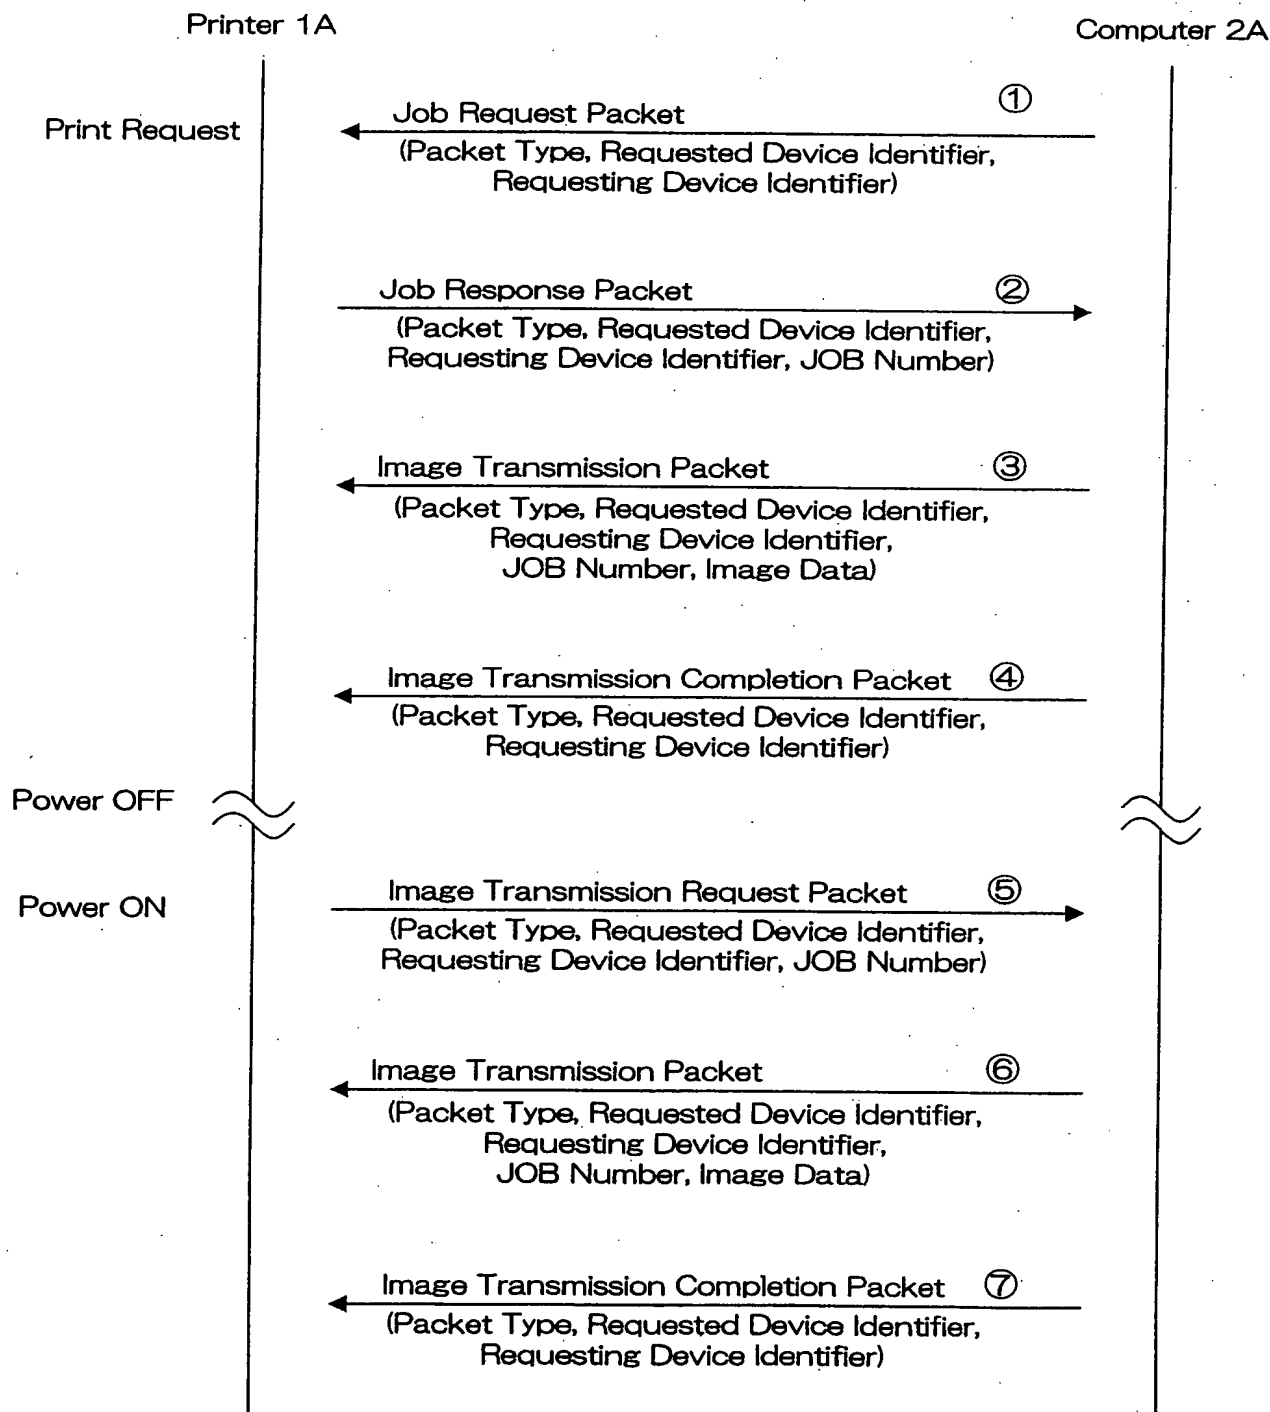 Printer 1A
Computer 2A
Job Request Packet ①
Print Request
(Packet Type, Requested Device Identifier,
Requesting Device Identifier)
Job Response Packet ②
(Packet Type, Requested Device Identifier,
Requesting Device Identifier, JOB Number)
Image Transmission Packet ③
(Packet Type, Requested Device Identifier,
Requesting Device Identifier,
JOB Number, Image Data)
Image Transmission Completion Packet ④
(Packet Type, Requested Device Identifier,
Requesting Device Identifier)
Power OFF
Image Transmission Request Packet ⑤
Power ON
(Packet Type, Requested Device Identifier,
Requesting Device Identifier, JOB Number)
Image Transmission Packet ⑥
(Packet Type, Requested Device Identifier,
Requesting Device Identifier,
JOB Number, Image Data)
Image Transmission Completion Packet ⑦
(Packet Type, Requested Device Identifier,
Requesting Device Identifier)